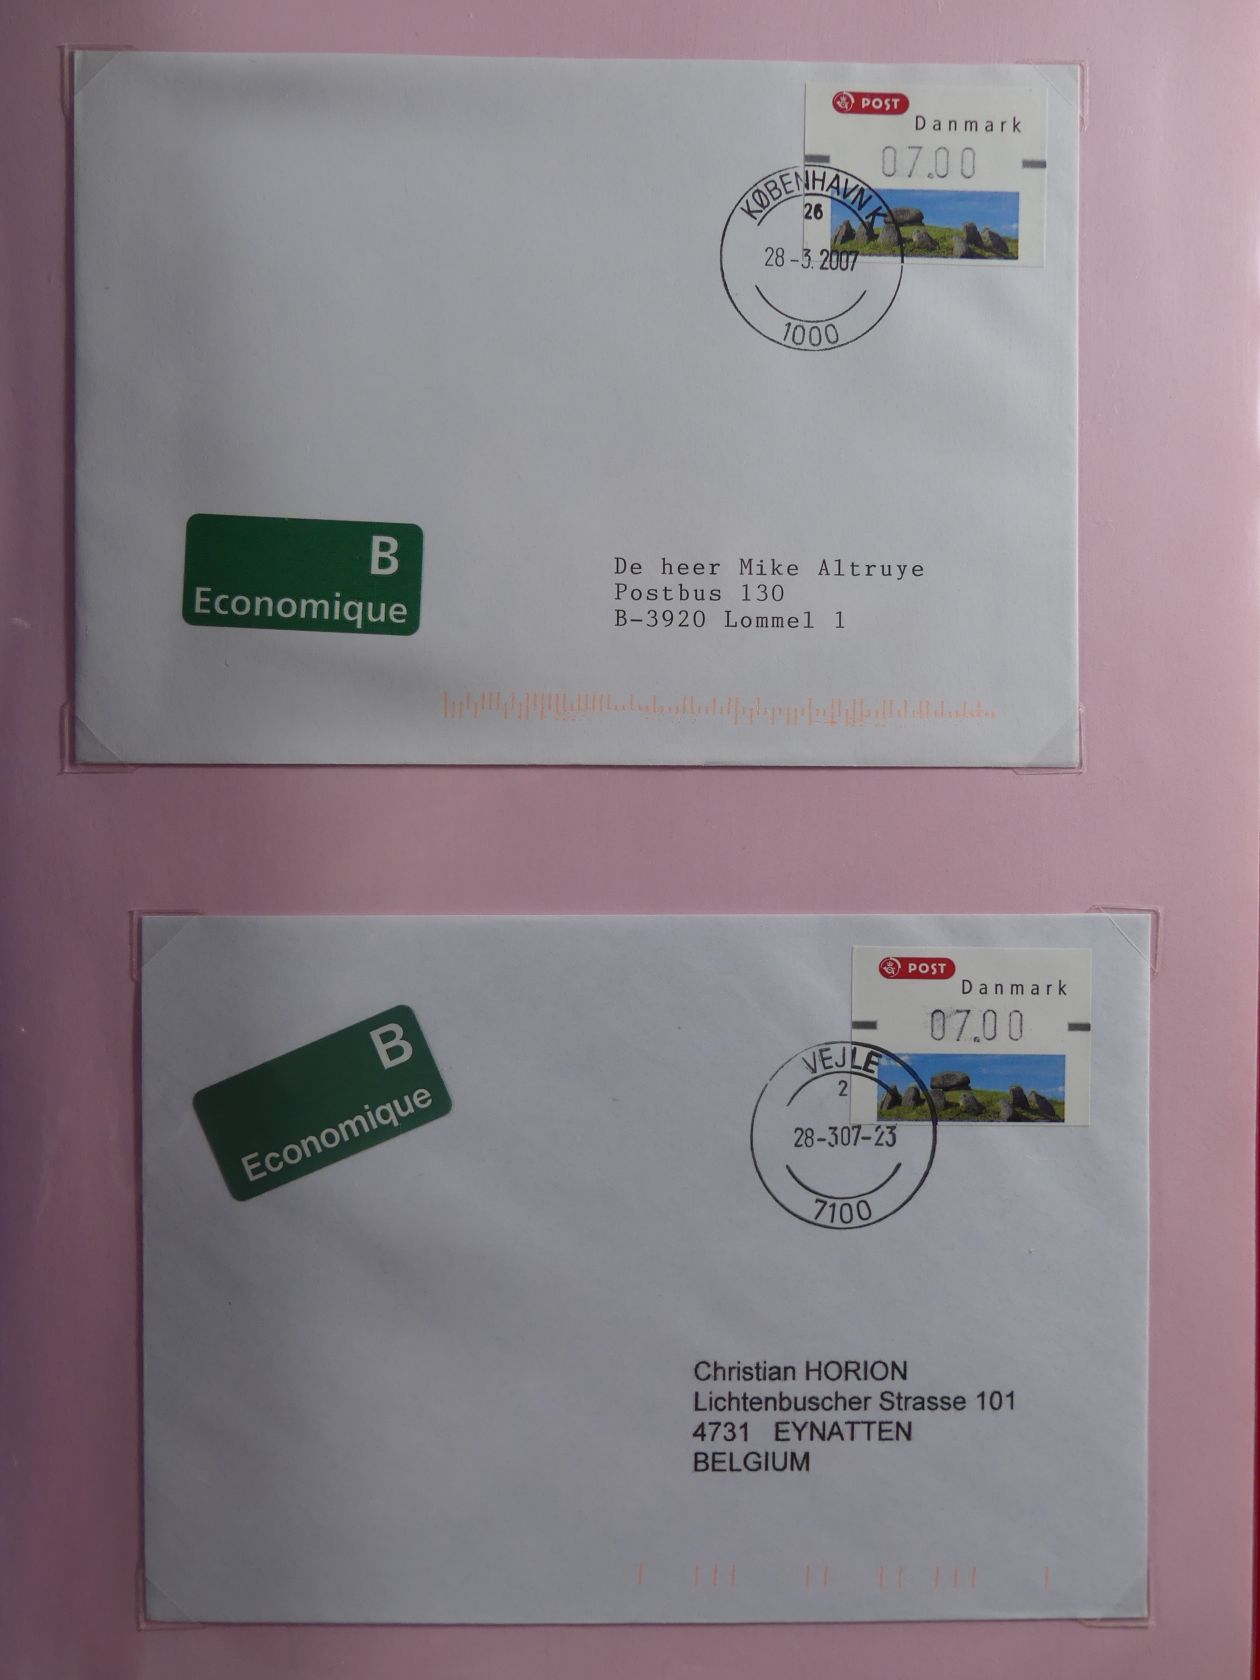 POST
Danmark
07.00
KØBENHAVN K
26
28-3.2007
1000
B
Economique
De heer Mike Altruye
Postbus 130
B-3920 Lommel 1
POST
Danmark
07.00
VEJLE
2
28-307-23
7100
B
Economique
Christian HORION
Lichtenbuscher Strasse 101
4731 EYNATTEN
BELGIUM